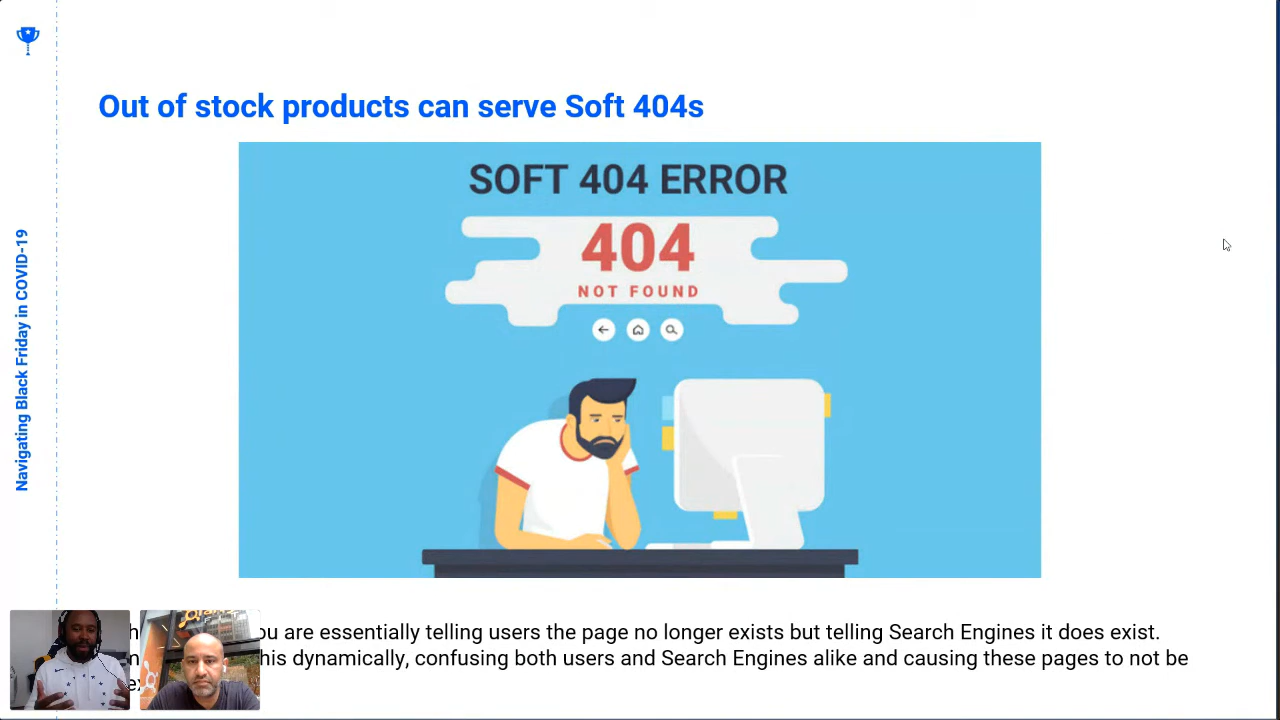 Navigating Black Friday in COVID-19
Out of stock products can serve Soft 404s
SOFT 404 ERROR
404
NOT FOUND
you are essentially telling users the page no longer exists but telling Search Engines it does exist.
this dynamically, confusing both users and Search Engines alike and causing these pages to not be